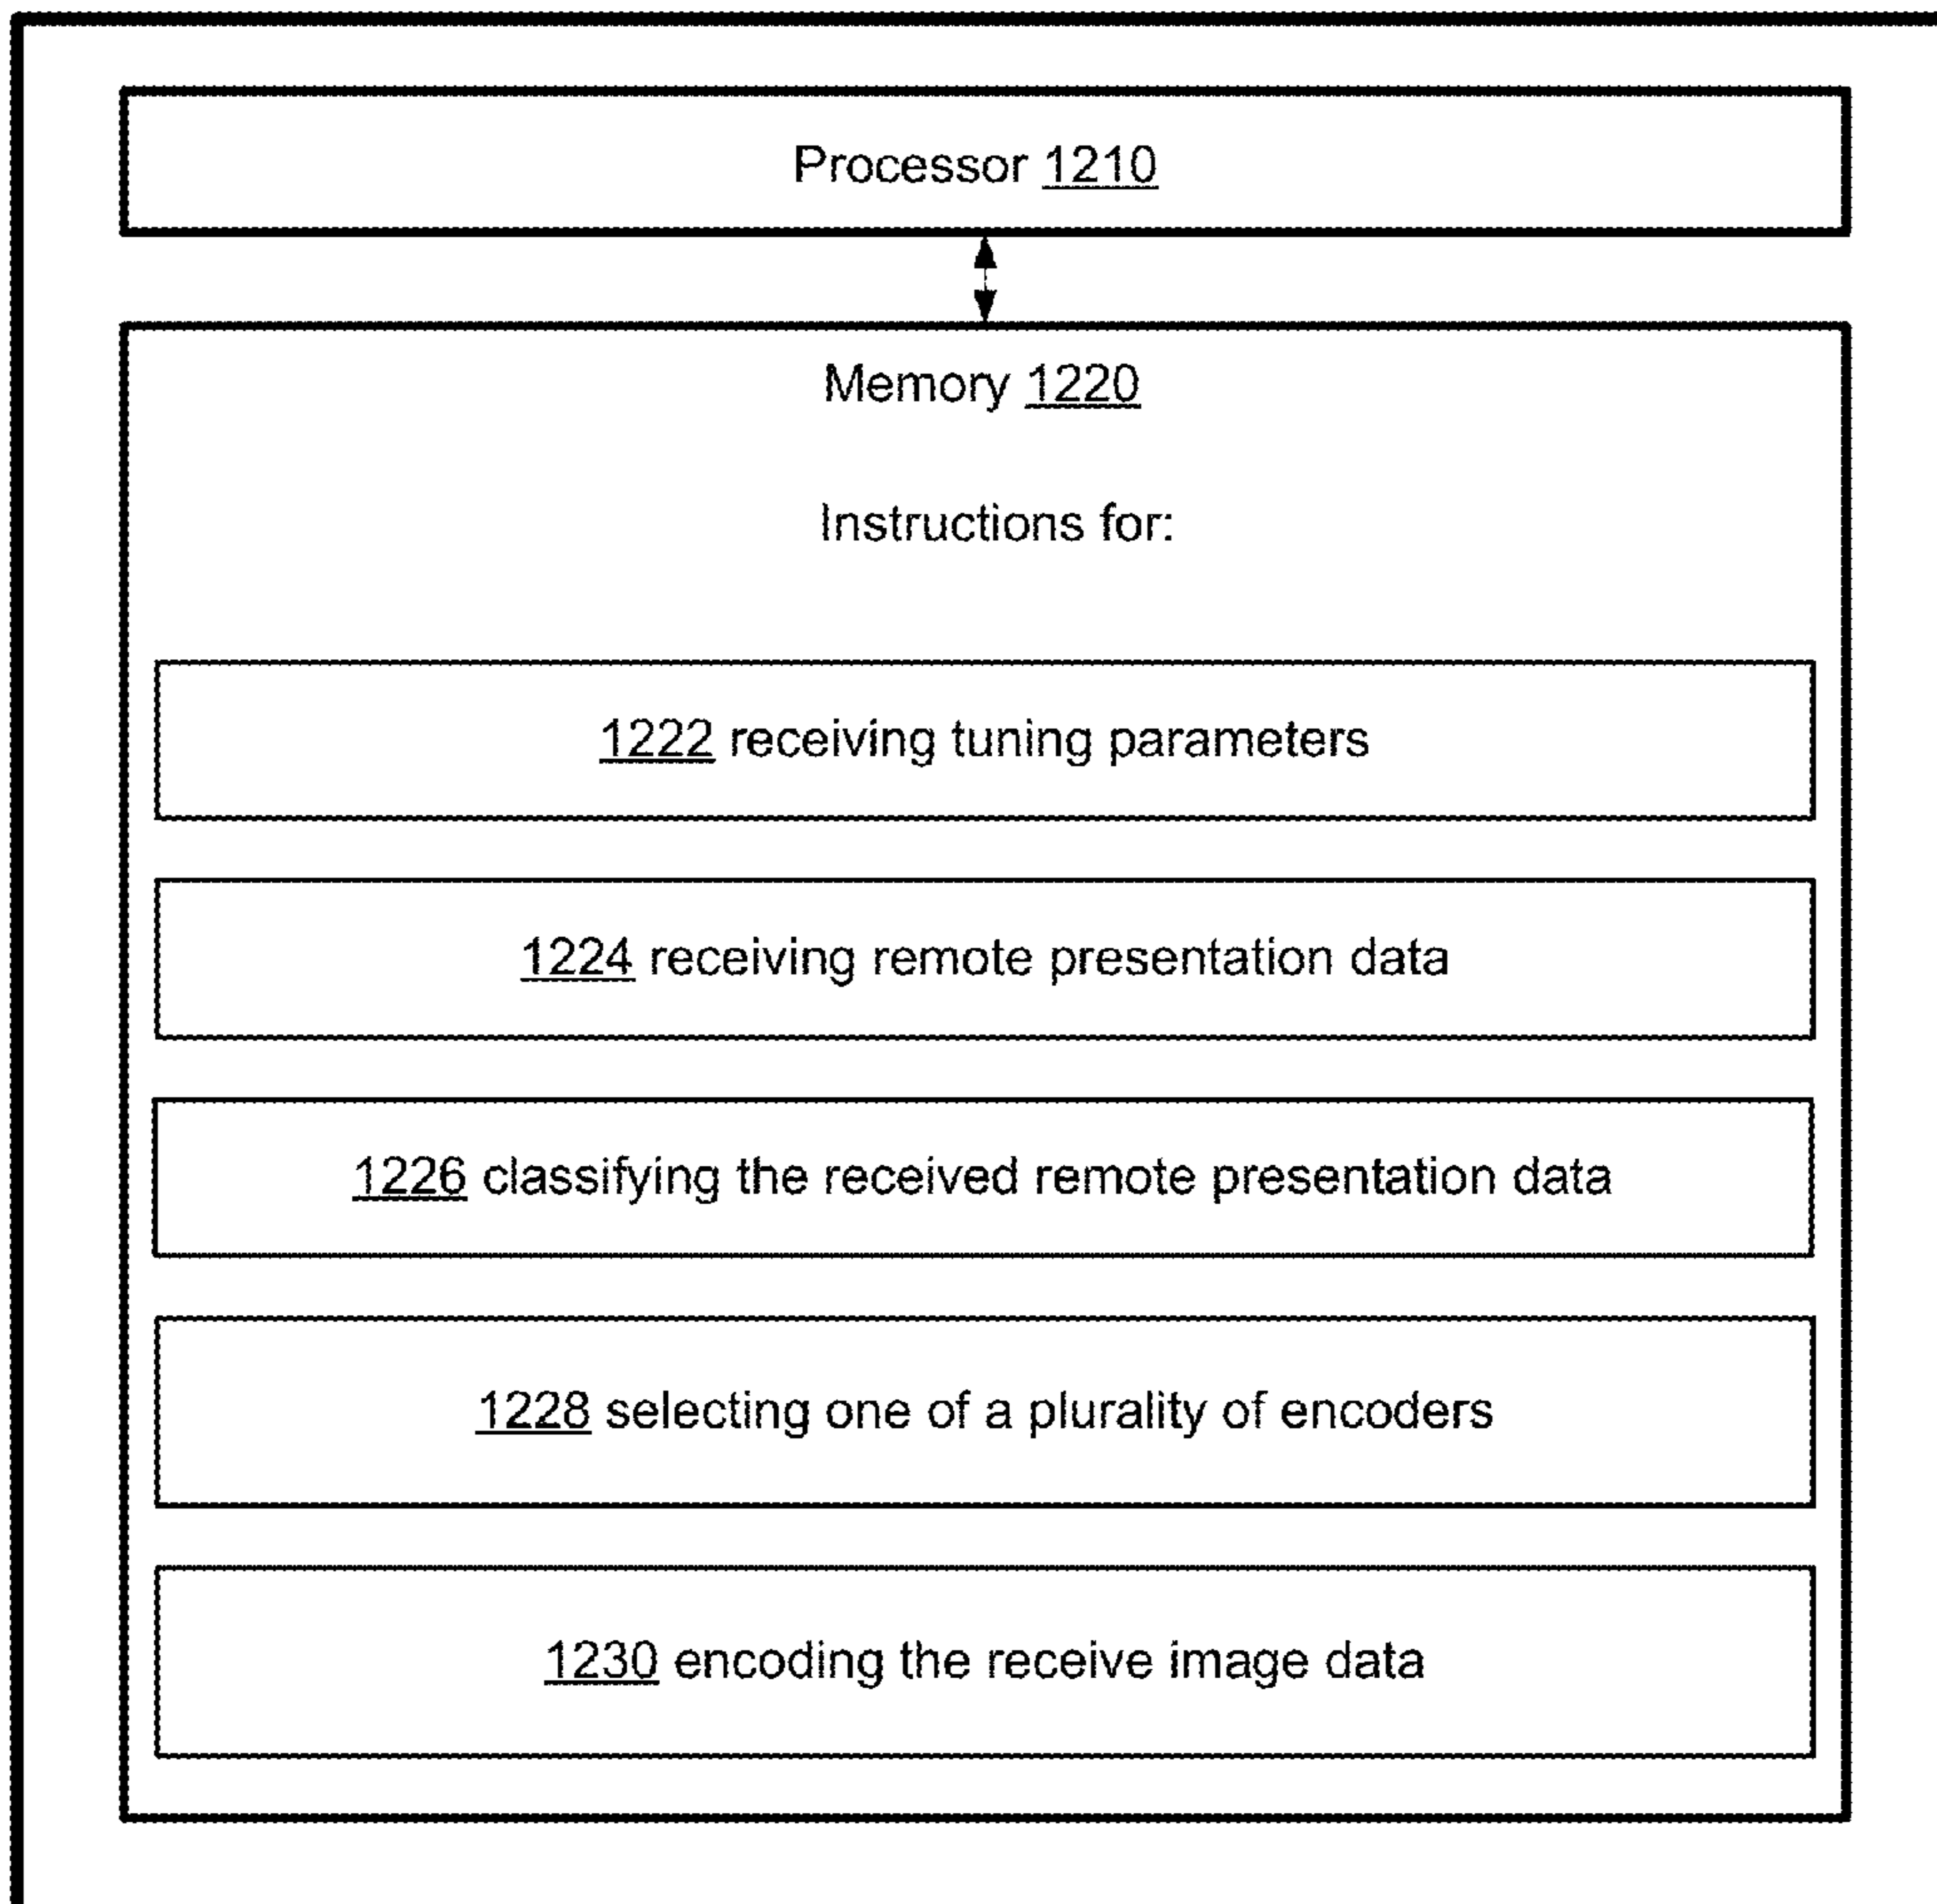 Processor 1210
Memory 1220
Instructions for:
1222 receiving tuning parameters
1224 receiving remote presentation data
1226 classifying the received remote presentation data
1228 selecting one of a plurality of encoders
1230 encoding the receive image data